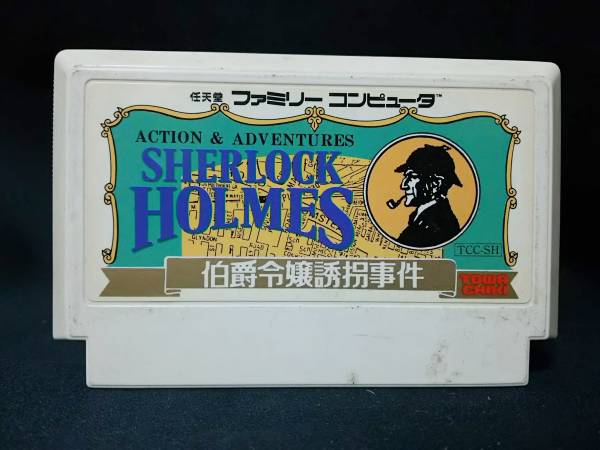 任天堂 ファミリー コンピュータ™
ACTION & ADVENTURES
SHERLOCK
HOLMES
TCC-SH
伯爵令嬢誘拐事件
TOWA
CHIKI